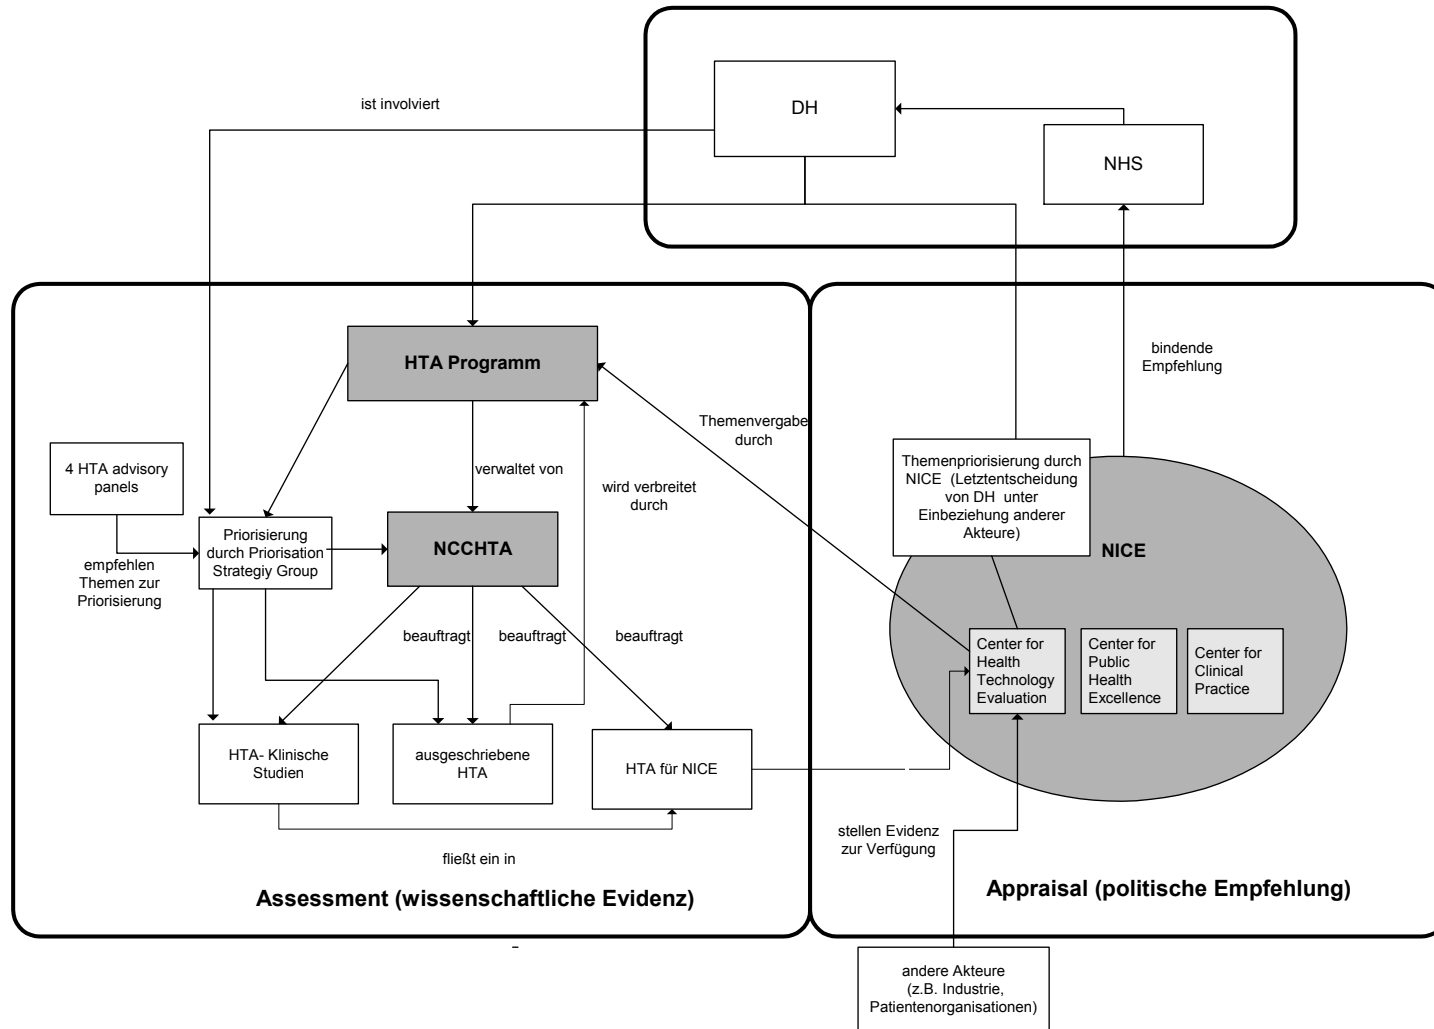 ist involviert
DH
NHS
HTA Programm
bindende
Empfehlung
Themenvergabe
durch
4 HTA advisory
panels
verwaltet von
wird verbreitet
durch
Themenpriorisierung durch
NICE (Letztentscheidung
von DH unter
Einbeziehung anderer
Akteure)
Priorisierung
durch Priorisation
Strategiy Group
NCCHTA
NICE
empfehlen
Themen zur
Priorisierung
beauftragt
beauftragt
beauftragt
Center for
Health
Technology
Evaluation
Center for
Public
Health
Excellence
Center for
Clinical
Practice
HTA- Klinische
Studien
ausgeschriebene
HTA
HTA für NICE
stellen Evidenz
zur Verfügung
fließt ein in
Assessment (wissenschaftliche Evidenz)
Appraisal (politische Empfehlung)
andere Akteure
(z.B. Industrie,
Patientenorganisationen)